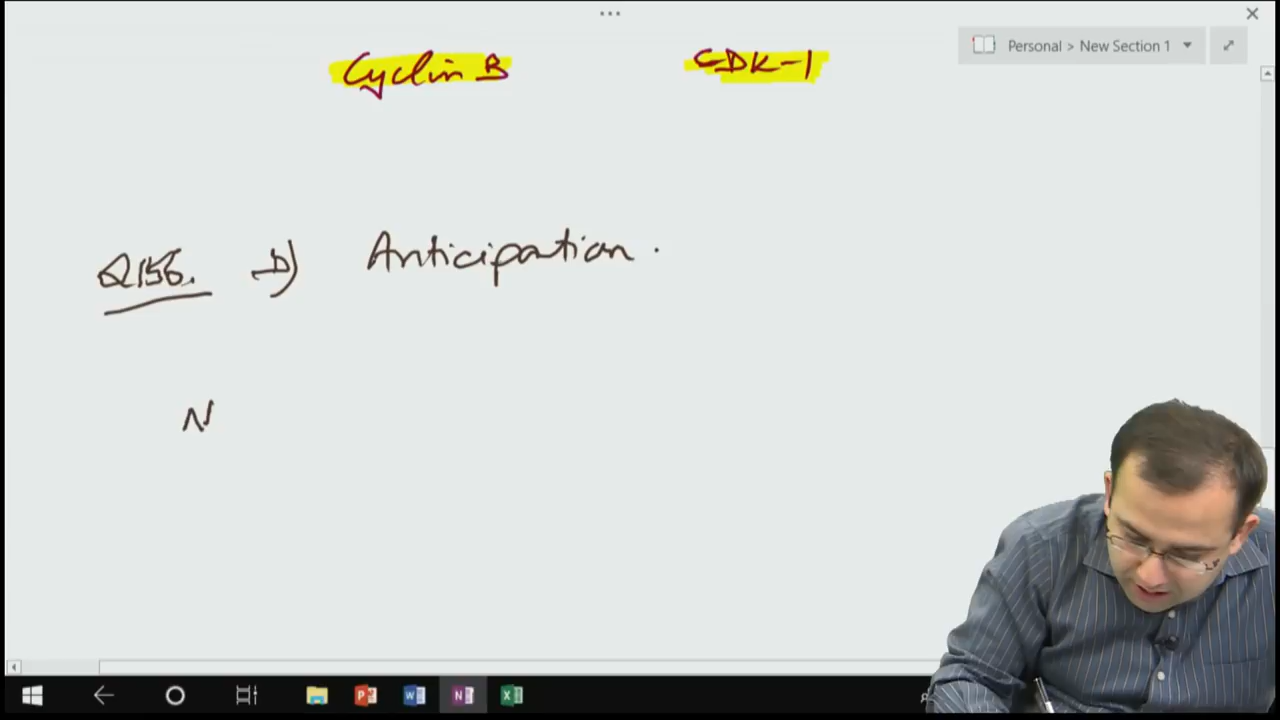 Personal > New Section 1
Cyclin B CDK-1
Q156. D) Anticipation.
N